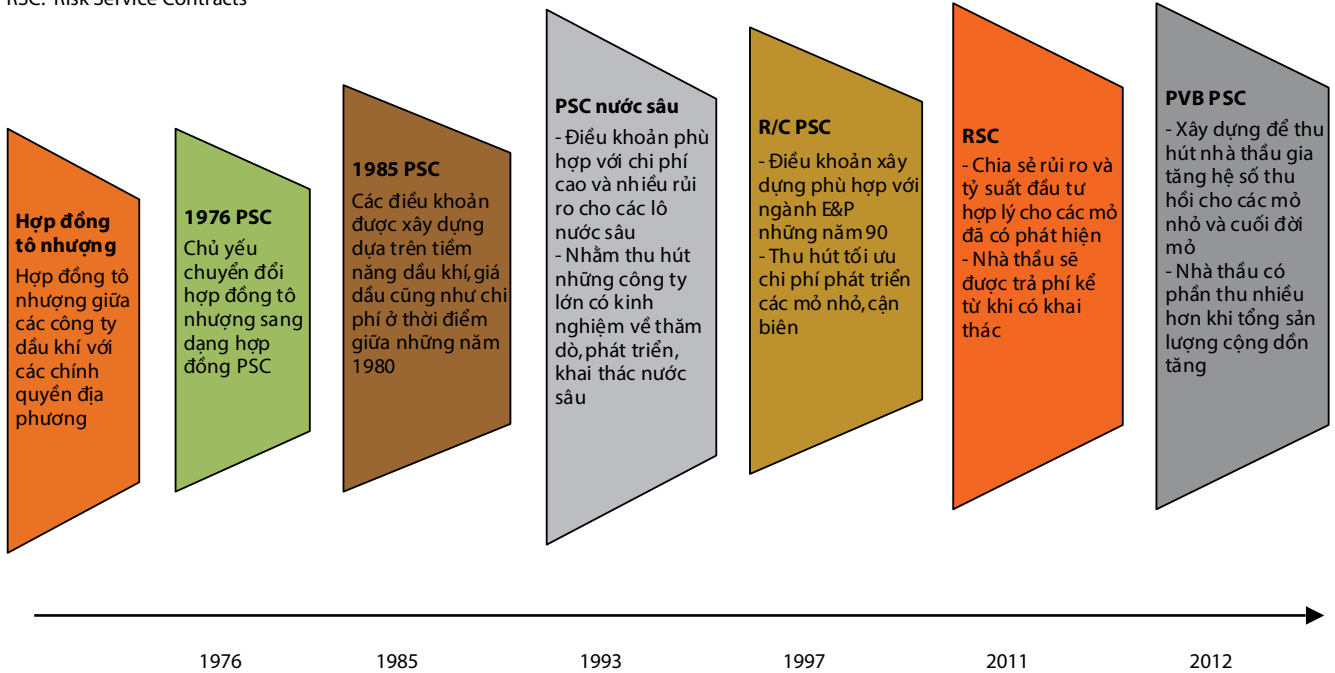 RSC: Risk Service Contracts
Hợp đồng
tô nhượng
Hợp đồng tô
nhượng giữa
các công ty
dầu khí với
các chính
quyền địa
phương
1976 PSC
Chủ yếu
chuyển đổi
hợp đồng tô
nhượng sang
dạng hợp
đồng PSC
1985 PSC
Các điều khoản
được xây dựng
dựa trên tiềm
năng dầu khí, giá
dầu cũng như chi
phí ở thời điểm
giữa những năm
1980
PSC nước sâu
- Điều khoản phù
hợp với chi phí
cao và nhiều rủi
ro cho các lô
nước sâu
- Nhằm thu hút
những công ty
lớn có kinh
nghiệm về thăm
dò, phát triển,
khai thác nước
sâu
R/C PSC
- Điều khoản xây
dựng phù hợp với
ngành E&P
những năm 90
- Thu hút tối ưu
chi phí phát triển
các mỏ nhỏ, cận
biên
RSC
- Chia sẻ rủi ro và
tỷ suất đầu tư
hợp lý cho các mỏ
đã có phát hiện
- Nhà thầu sẽ
được trả phí kể
từ khi có khai
thác
PVB PSC
- Xây dựng để thu
hút nhà thầu gia
tăng hệ số thu
hồi cho các mỏ
nhỏ và cuối đời
mỏ
- Nhà thầu có
phần thu nhiều
hơn khi tổng sản
lượng cộng dồn
tăng
1976
1985
1993
1997
2011
2012